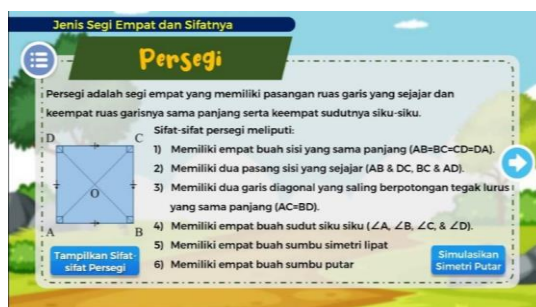 Jenis Segi Empat dan Sifatnya
Persegi
Persegi adalah segi empat yang memiliki pasangan ruas garis yang sejajar dan
keempat ruas garisnya sama panjang serta keempat sudutnya siku-siku.
Sifat-sifat persegi meliputi:
1) Memiliki empat buah sisi yang sama panjang (AB=BC=CD=DA).
2) Memiliki dua pasang sisi yang sejajar (AB & DC, BC & AD).
3) Memiliki dua garis diagonal yang saling berpotongan tegak lurus
yang sama panjang (AC=BD).
4) Memiliki empat buah sudut siku siku (∠A, ∠B, ∠C, & ∠D).
5) Memiliki empat buah sumbu simetri lipat
6) Memiliki empat buah sumbu putar
D C
O
A B
Tampilkan Sifat-
sifat Persegi
Simulasikan
Simetri Putar